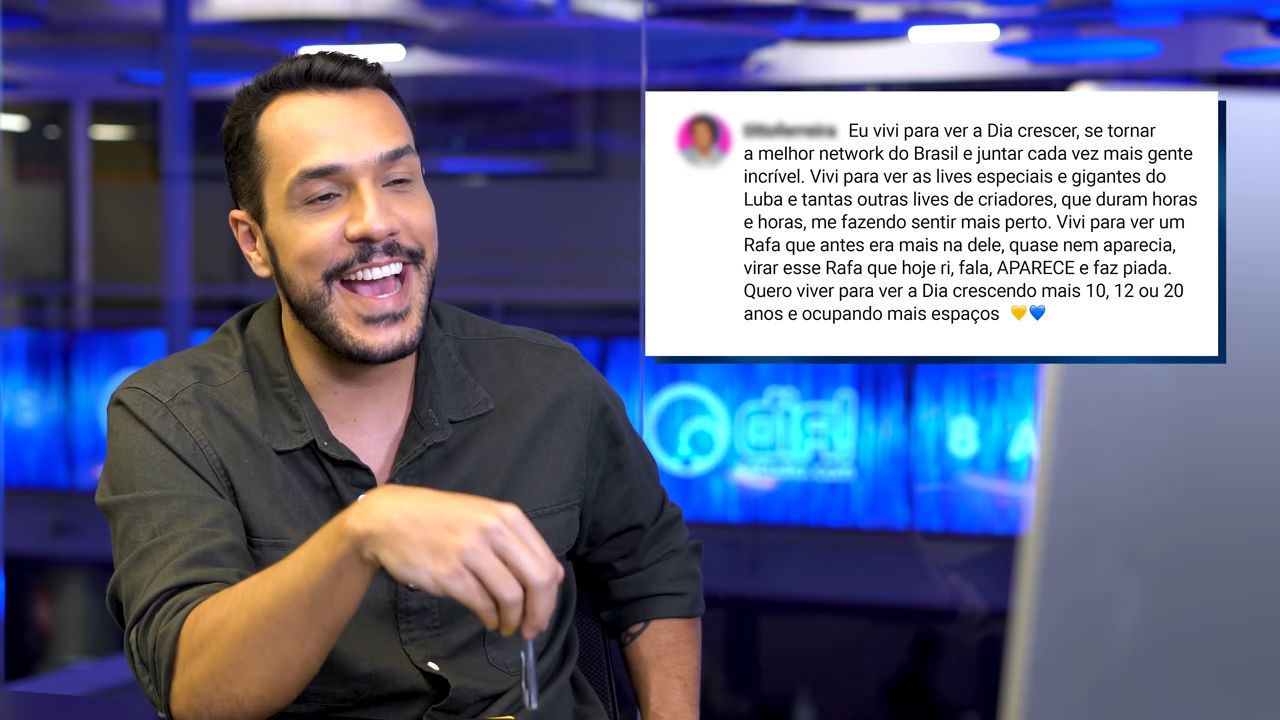 Eu vivi para ver a Dia crescer, se tornar
a melhor network do Brasil e juntar cada vez mais gente
incrível. Vivi para ver as lives especiais e gigantes do
Luba e tantas outras lives de criadores, que duram horas
e horas, me fazendo sentir mais perto. Vivi para ver um
Rafa que antes era mais na dele, quase nem aparecia,
virar esse Rafa que hoje ri, fala, APARECE e faz piada.
Quero viver para ver a Dia crescendo mais 10, 12 ou 20
anos e ocupando mais espaços 💛💙
dia!